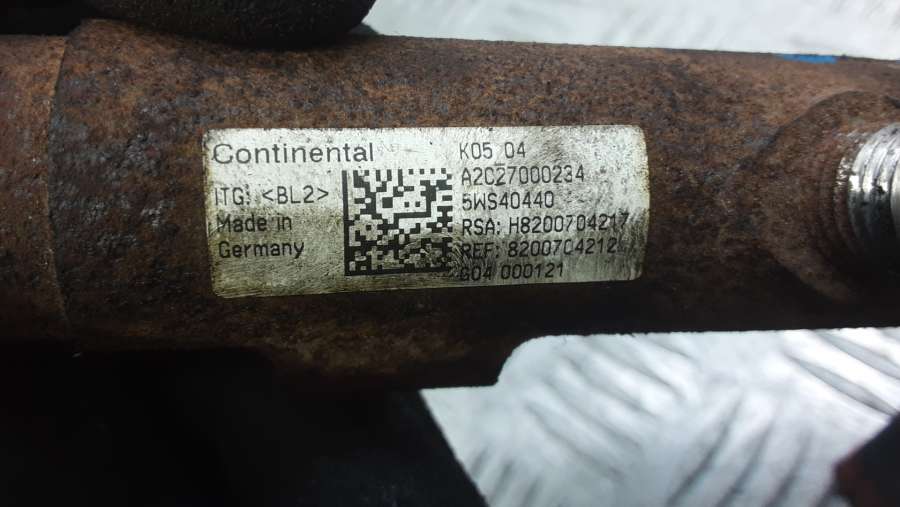 Continental
ITG: <BL2>
Made in
Germany
K05 04
A2C27000234
5WS40440
RSA: H8200704217
REF: 8200704212
G04 000121